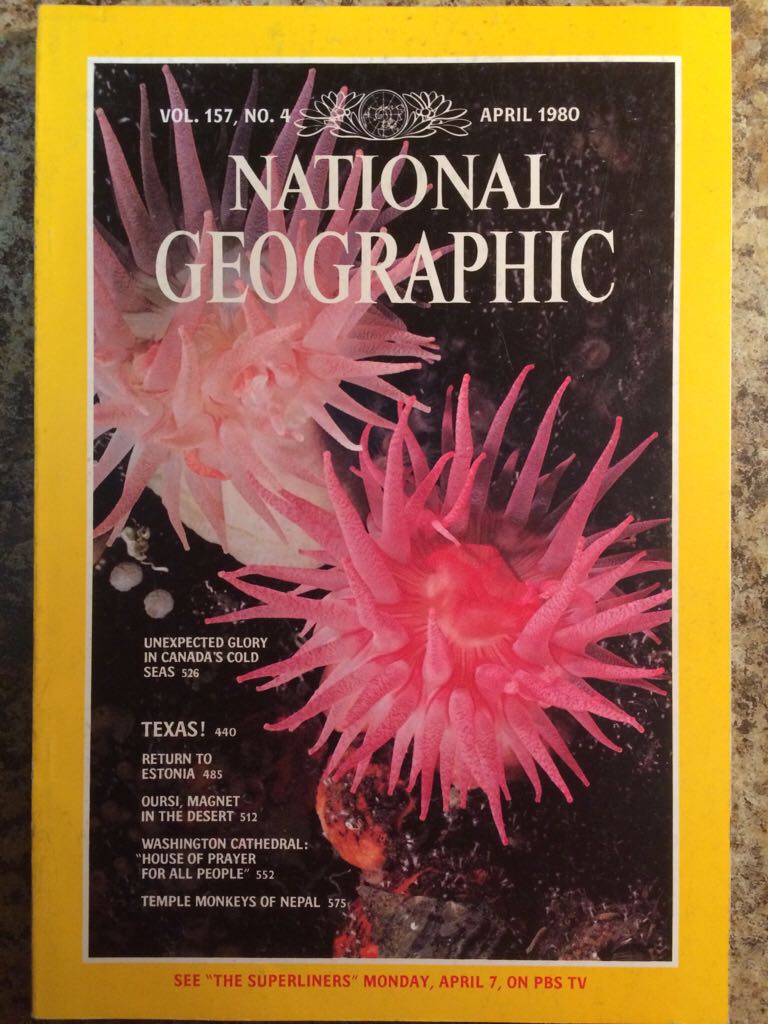 VOL. 157, NO. 4
APRIL 1980
NATIONAL
GEOGRAPHIC
UNEXPECTED GLORY
IN CANADA'S COLD
SEAS 526
TEXAS! 440
RETURN TO
ESTONIA 485
OURSI, MAGNET
IN THE DESERT 512
WASHINGTON CATHEDRAL:
"HOUSE OF PRAYER
FOR ALL PEOPLE" 552
TEMPLE MONKEYS OF NEPAL 575
SEE "THE SUPERLINERS" MONDAY, APRIL 7, ON PBS TV